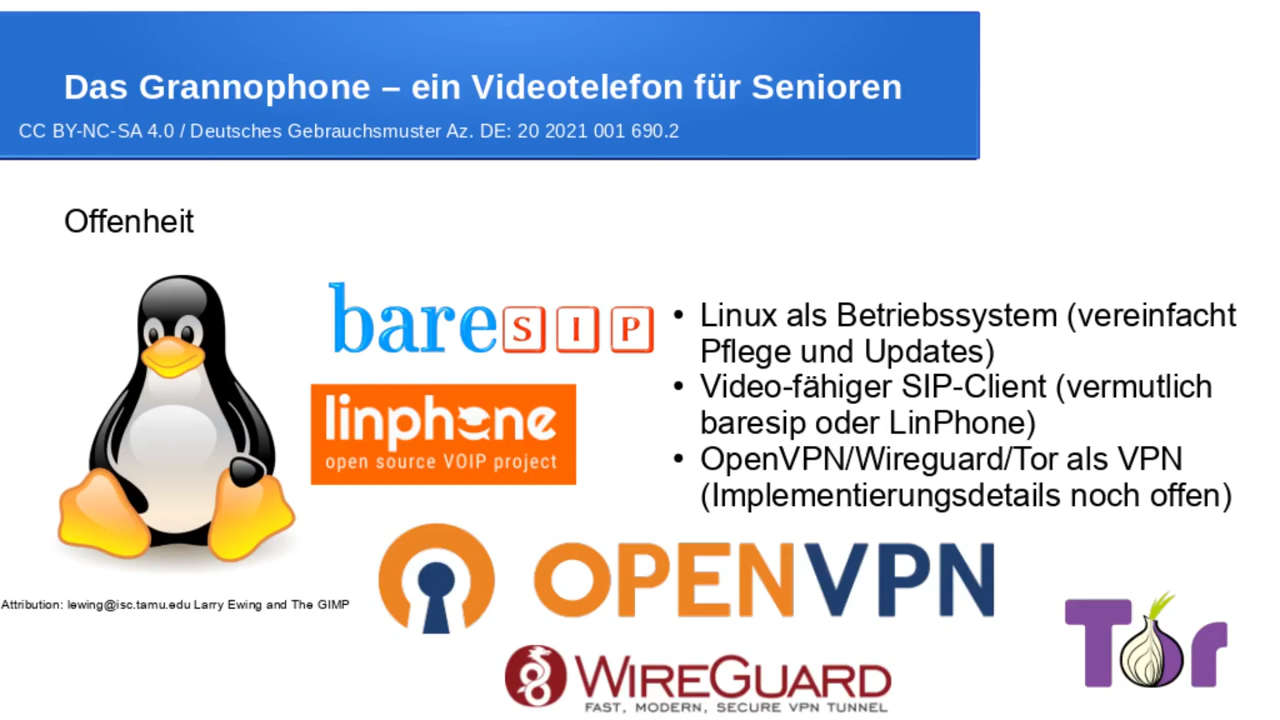 Das Grannophone – ein Videotelefon für Senioren
CC BY-NC-SA 4.0 / Deutsches Gebrauchsmuster Az. DE: 20 2021 001 690.2
Offenheit
baresip
linphone
open source VOIP project
• Linux als Betriebssystem (vereinfacht
Pflege und Updates)
• Video-fähiger SIP-Client (vermutlich
baresip oder LinPhone)
• OpenVPN/Wireguard/Tor als VPN
(Implementierungsdetails noch offen)
OPENVPN
Attribution: lewing@isc.tamu.edu Larry Ewing and The GIMP
Tor
WIREGUARD
FAST, MODERN, SECURE VPN TUNNEL